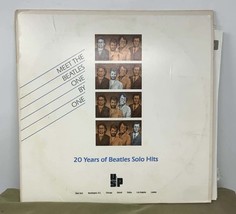 MEET THE
BEATLES
ONE
BY
ONE
20 Years of Beatles Solo Hits